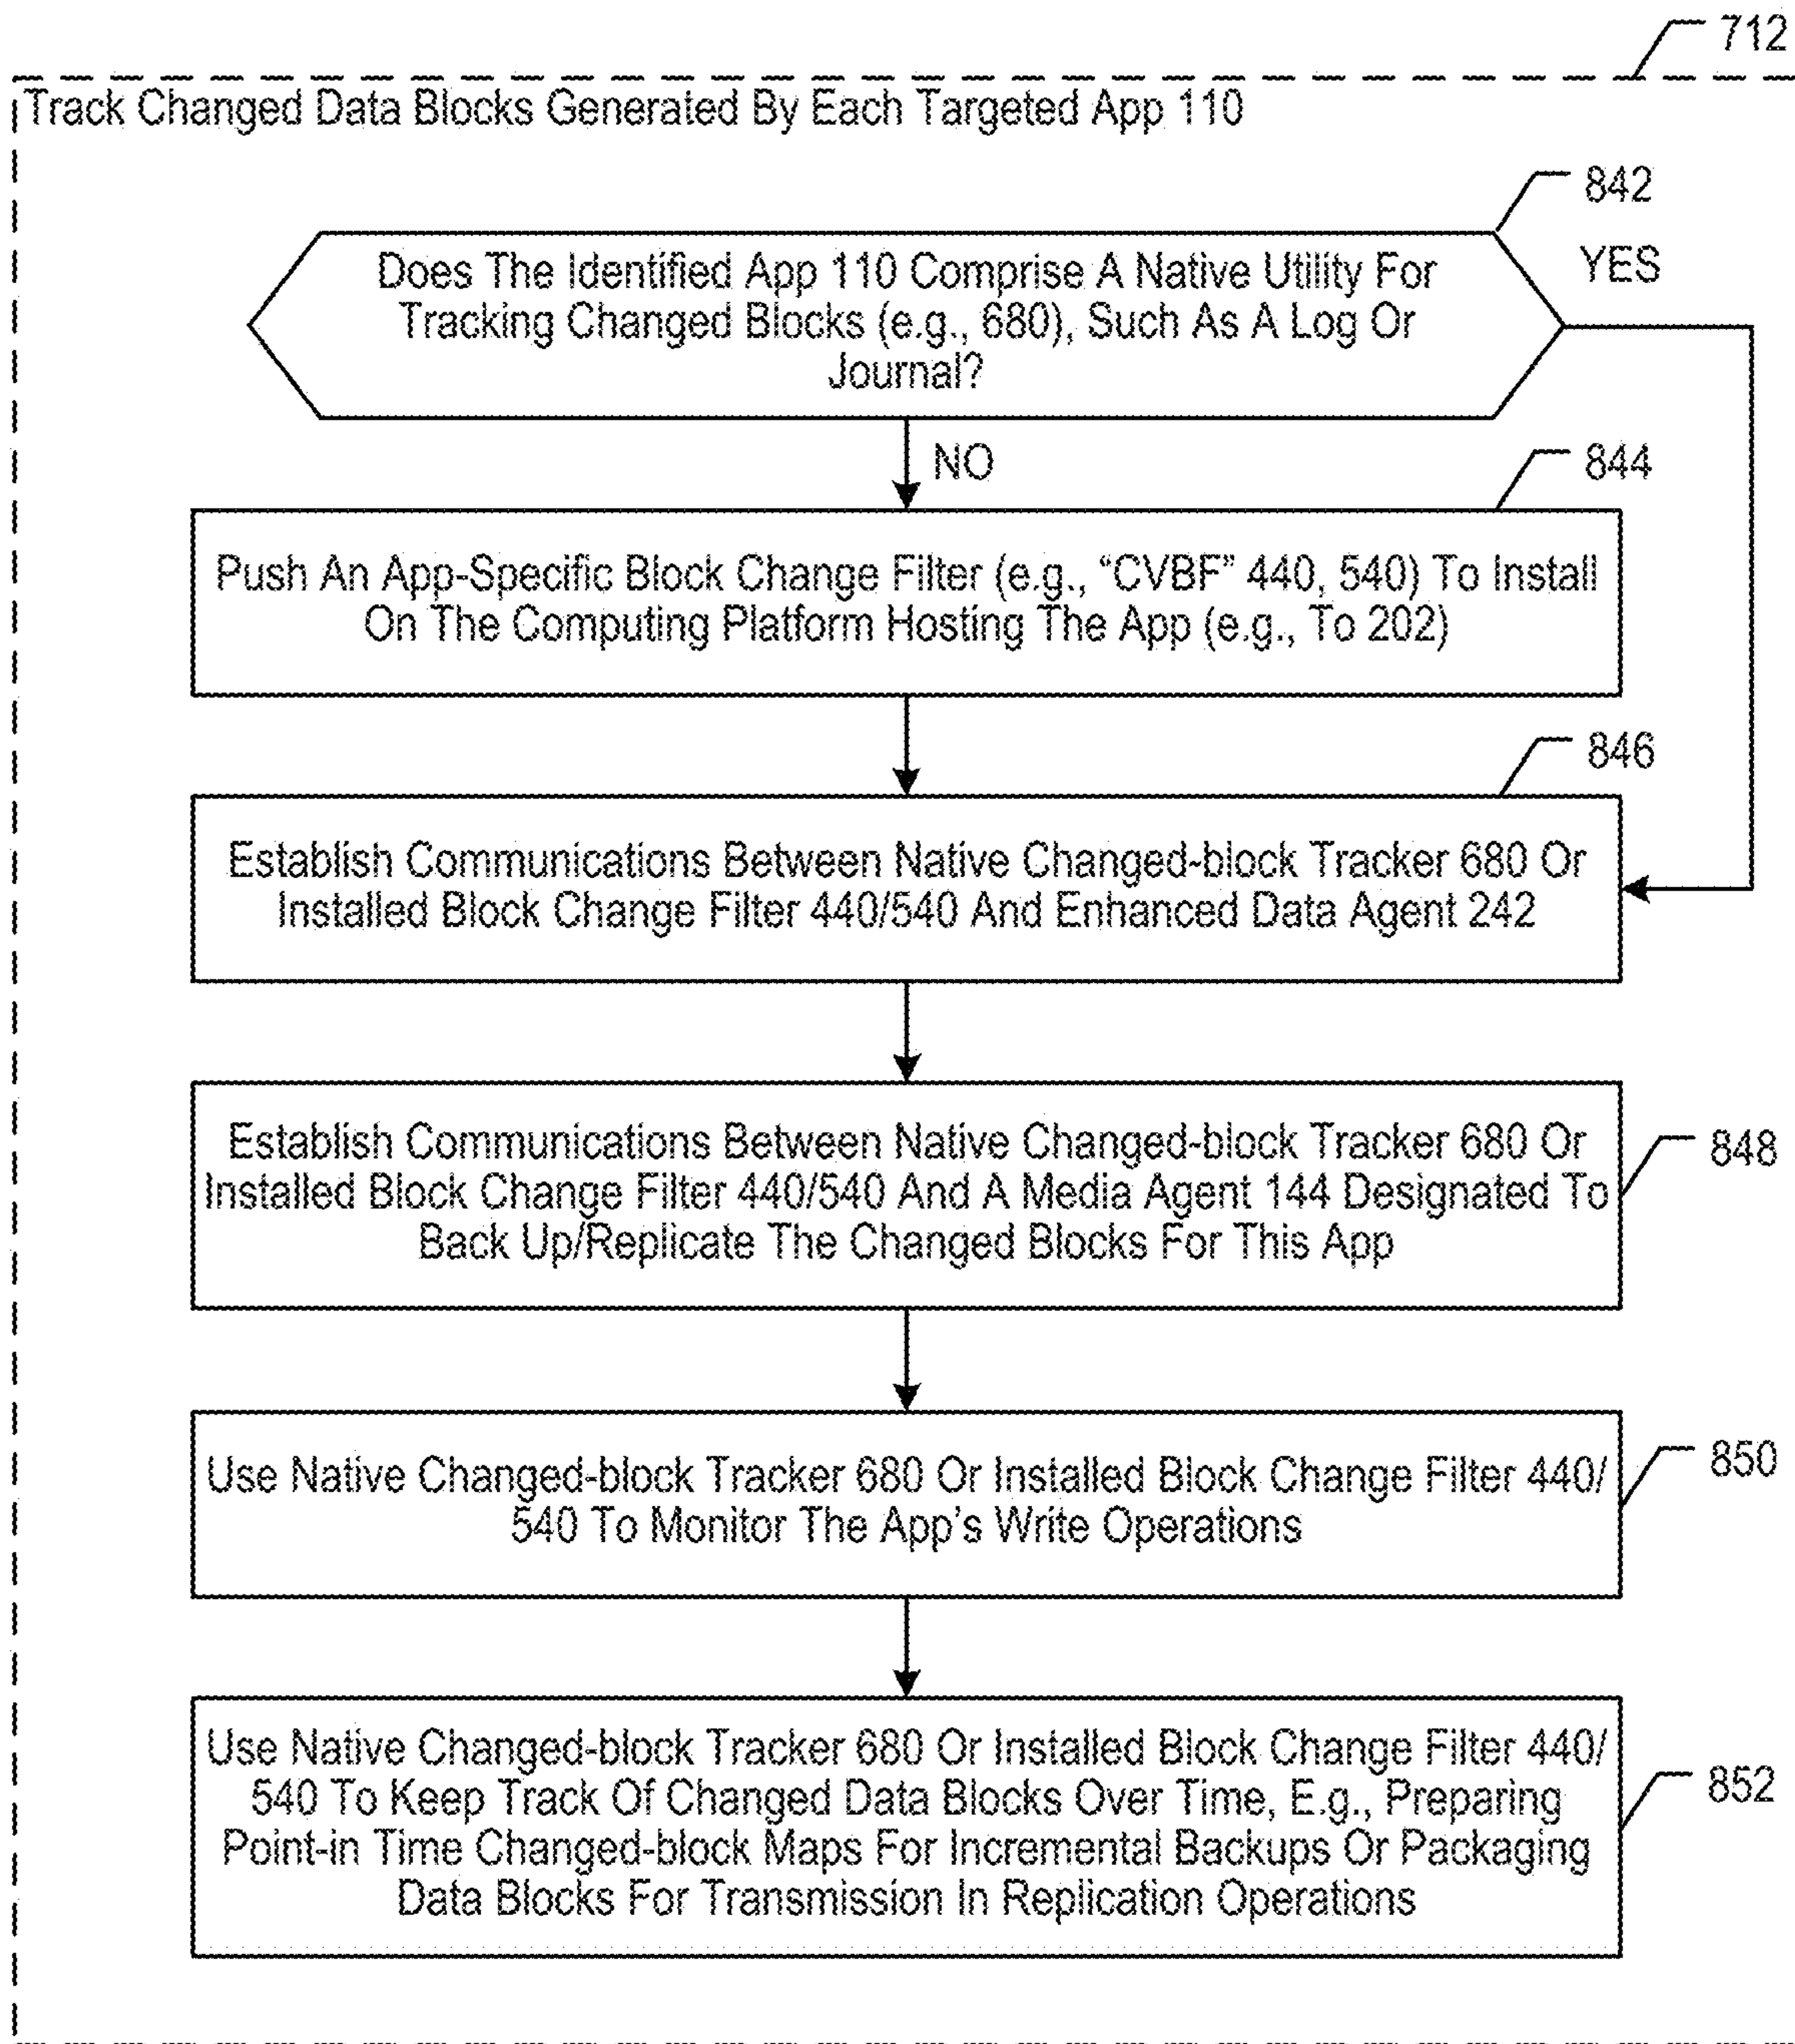 712
Track Changed Data Blocks Generated By Each Targeted App 110
842
Does The Identified App 110 Comprise A Native Utility For
Tracking Changed Blocks (e.g., 680), Such As A Log Or
Journal?
YES
NO
844
Push An App-Specific Block Change Filter (e.g., “CVBF” 440, 540) To Install
On The Computing Platform Hosting The App (e.g., To 202)
846
Establish Communications Between Native Changed-block Tracker 680 Or
Installed Block Change Filter 440/540 And Enhanced Data Agent 242
Establish Communications Between Native Changed-block Tracker 680 Or
Installed Block Change Filter 440/540 And A Media Agent 144 Designated To
Back Up/Replicate The Changed Blocks For This App
848
Use Native Changed-block Tracker 680 Or Installed Block Change Filter 440/
540 To Monitor The App’s Write Operations
850
Use Native Changed-block Tracker 680 Or Installed Block Change Filter 440/
540 To Keep Track Of Changed Data Blocks Over Time, E.g., Preparing
Point-in Time Changed-block Maps For Incremental Backups Or Packaging
Data Blocks For Transmission In Replication Operations
852